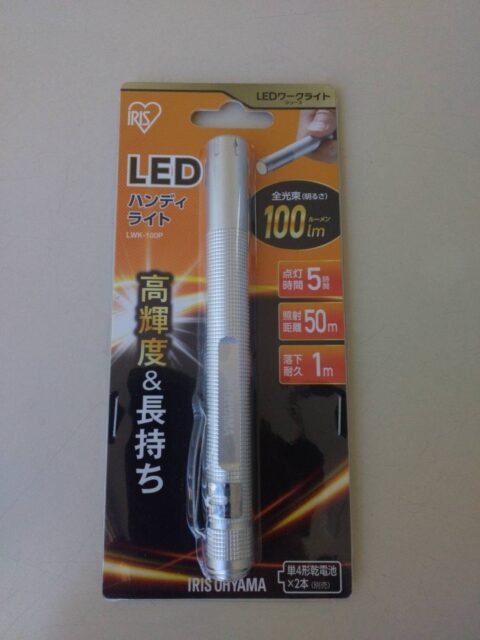 IRIS
LEDワークライト
シリーズ
LED
ハンディ
ライト
LWK-100P
全光束(明るさ)
100ルーメン
lm
点灯
時間 5時間
照射
距離 50m
落下
耐久 1m
高輝度&長持ち
IRIS OHYAMA
単4形乾電池
×2本(別売)